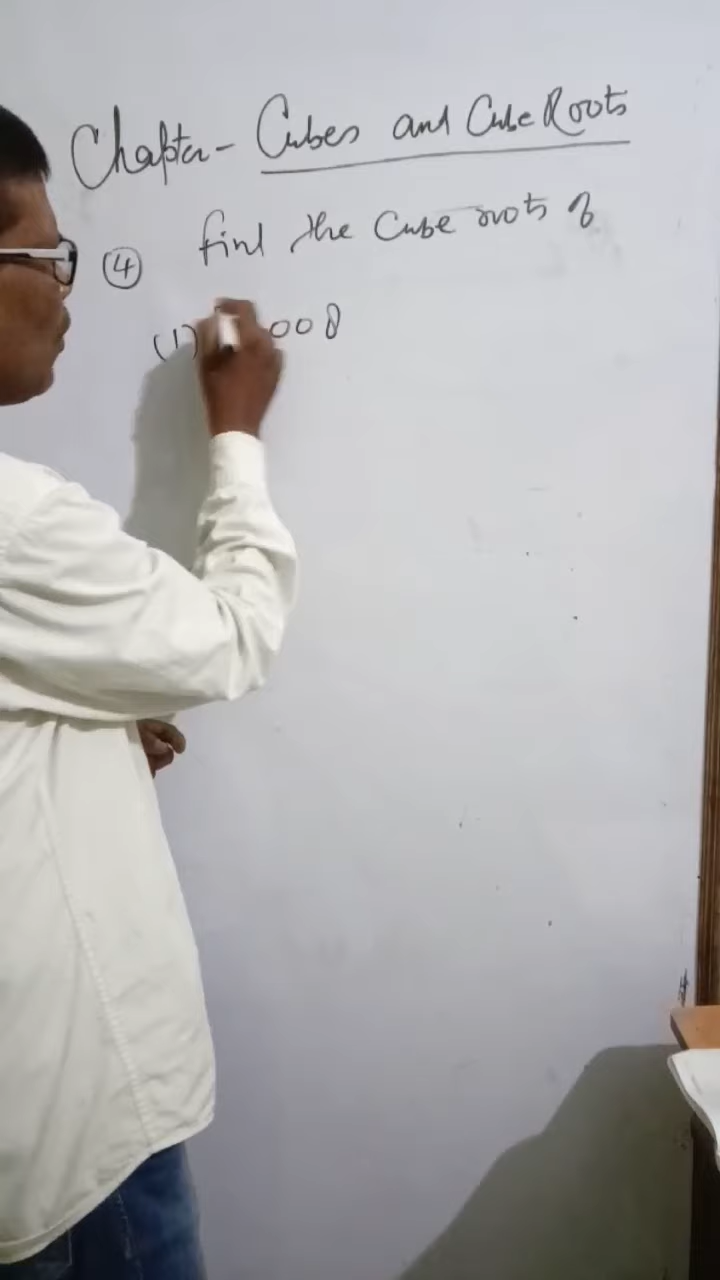 Chapter - Cubes and Cube Roots
(4) find the Cube roots of
(1) 008